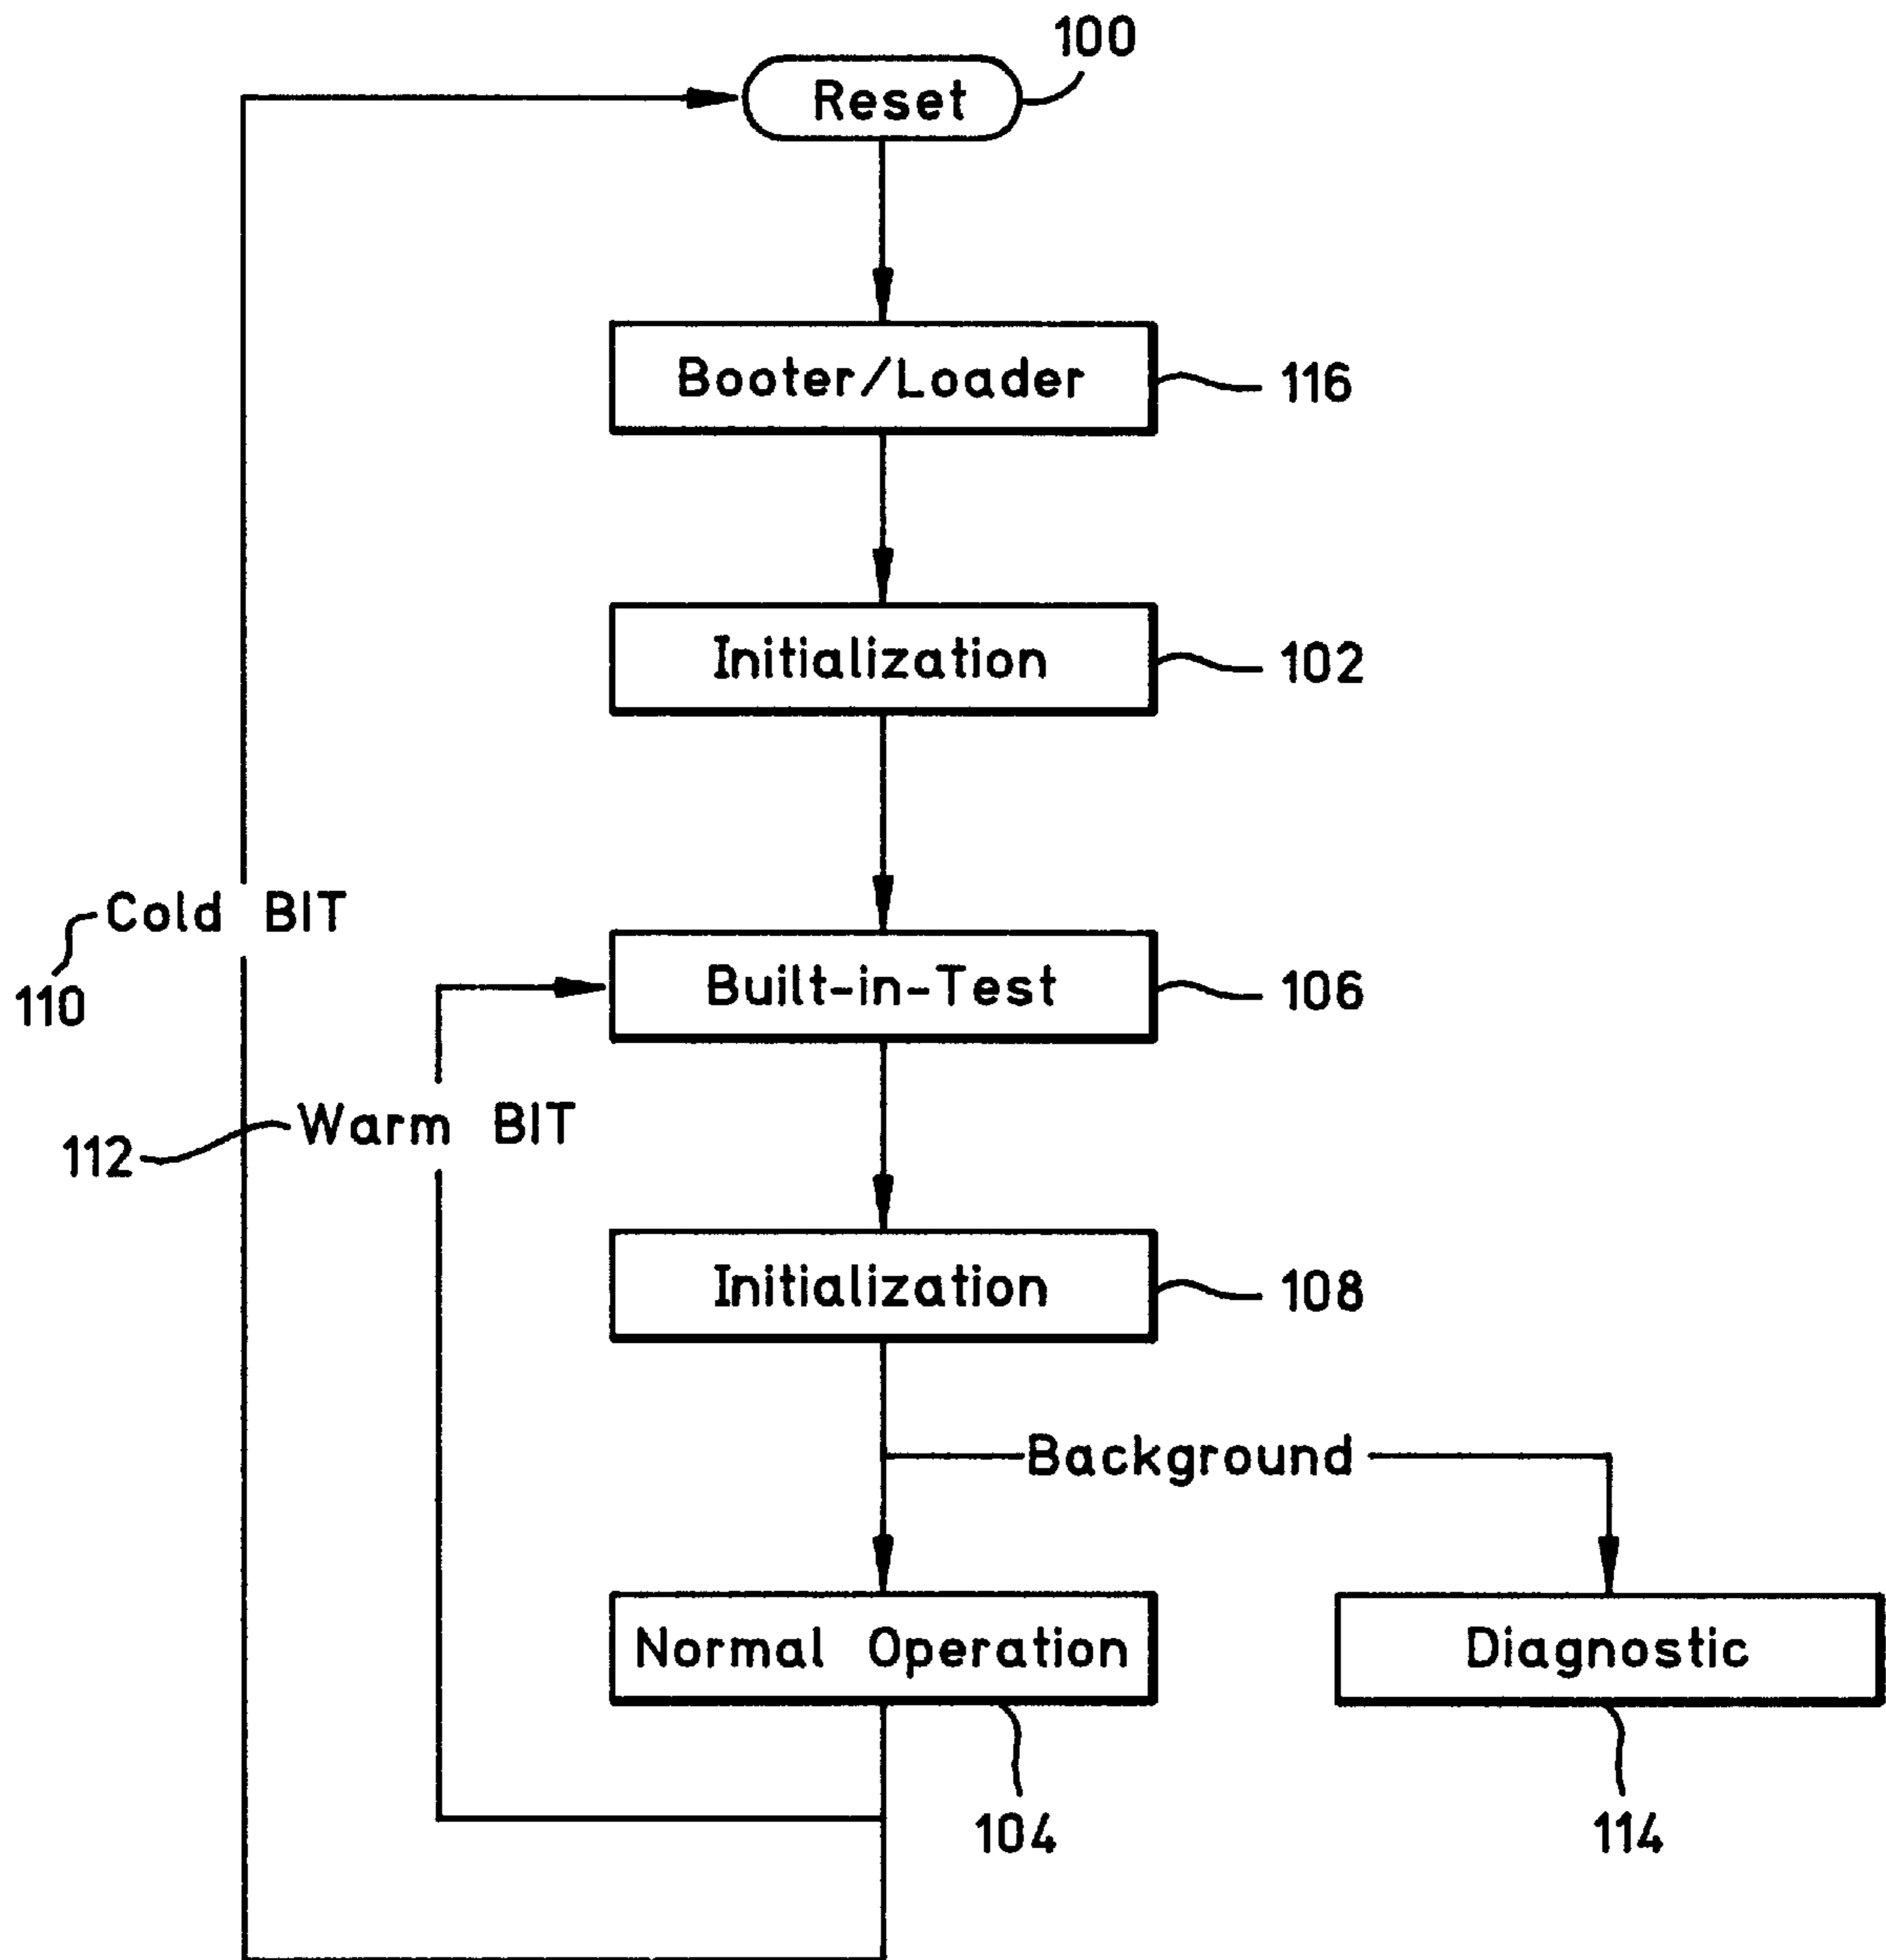 100
Reset
Booter/Loader
116
Initialization
102
Cold BIT
110
Built-in-Test
106
Warm BIT
112
Initialization
108
Background
Normal Operation
Diagnostic
104
114